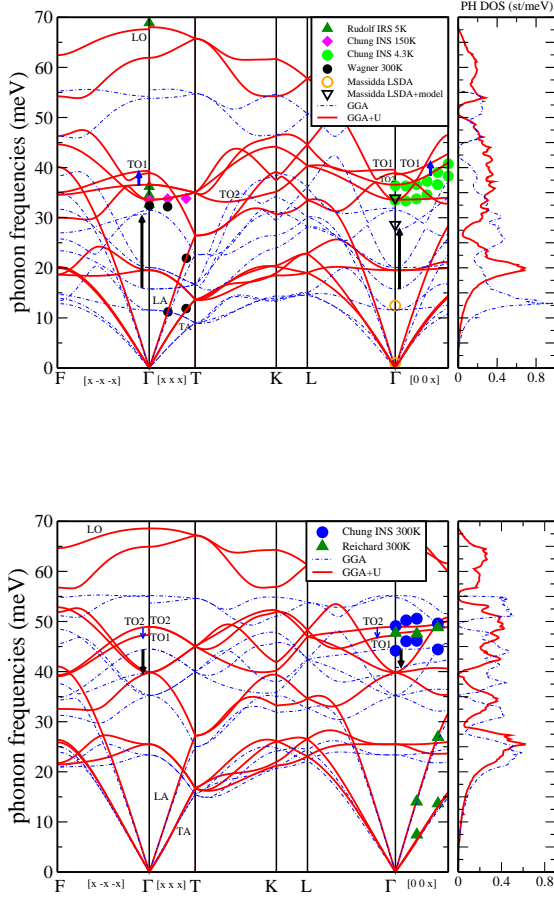 PH DOS (st/meV)
70
60
50
40
30
20
10
0
phonon frequencies (meV)
LO
TO1
LA
TA
TO2
TO1
TO1
TO2
Rudolf IRS 5K
Chung INS 150K
Chung INS 4.3K
Wagner 300K
Massidda LSDA
Massidda LSDA+model
GGA
GGA+U
F [x -x -x] Γ [x x x] T K L Γ [0 0 x]
0 0.4 0.8
70
60
50
40
30
20
10
0
phonon frequencies (meV)
LO
TO2 TO2
TO1
LA
TA
TO2
TO1
Chung INS 300K
Reichard 300K
GGA
GGA+U
F [x -x -x] Γ [x x x] T K L Γ [0 0 x]
0 0.4 0.8